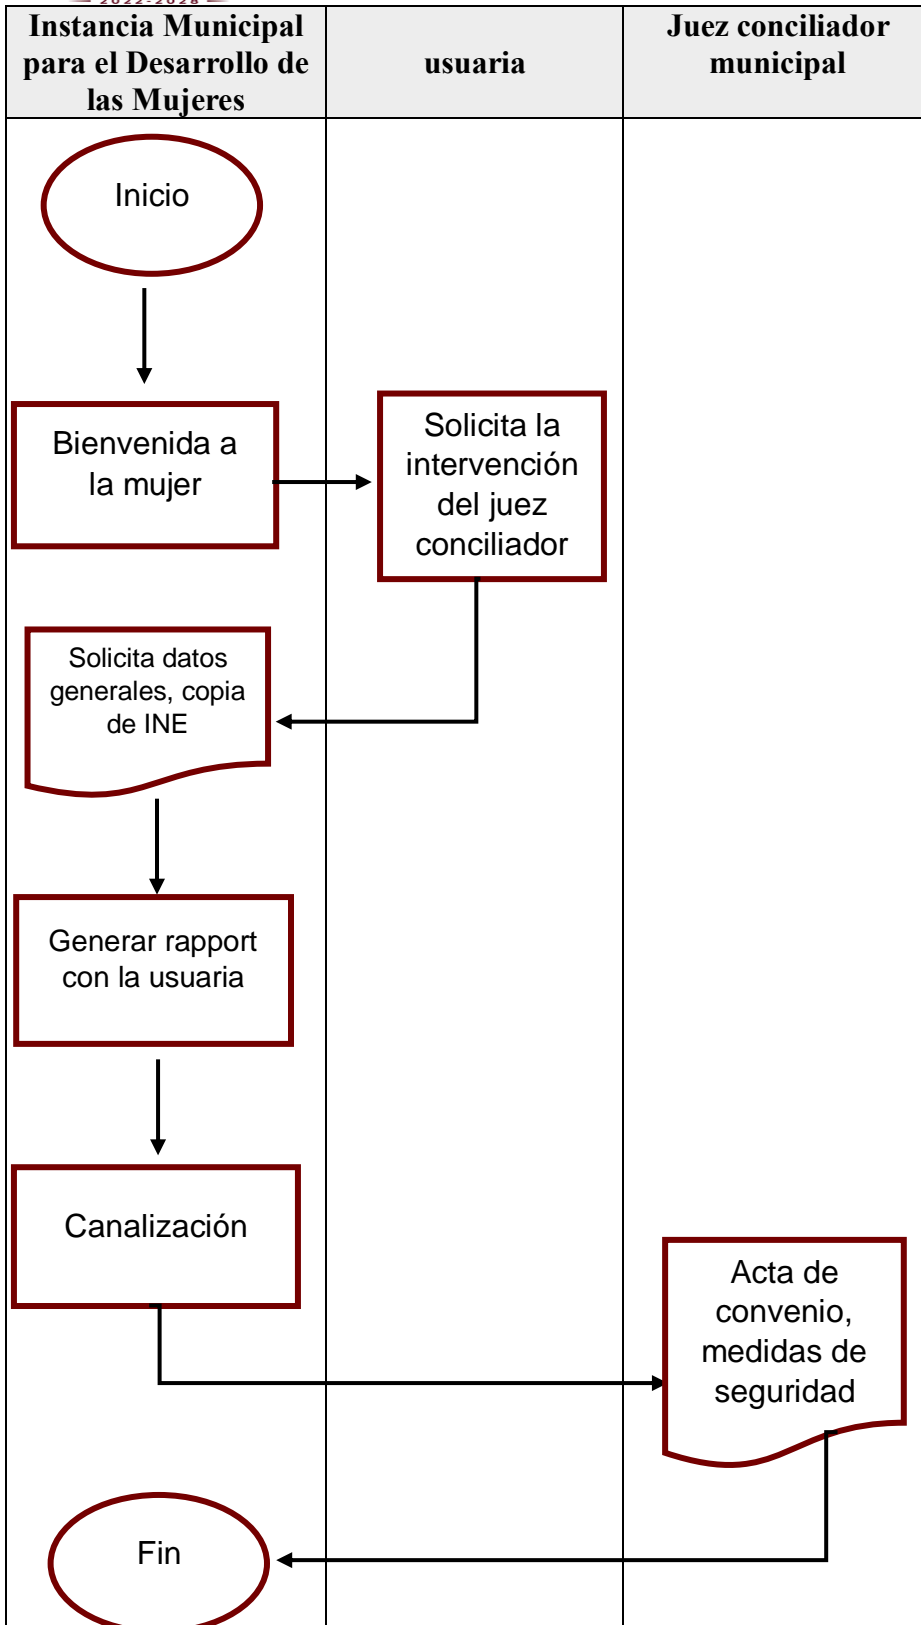 2022-2028
Instancia Municipal
para el Desarrollo de
las Mujeres
usuaria
Juez conciliador
municipal
Inicio
Bienvenida a
la mujer
Solicita la
intervención
del juez
conciliador
Solicita datos
generales, copia
de INE
Generar rapport
con la usuaria
Canalización
Acta de
convenio,
medidas de
seguridad
Fin